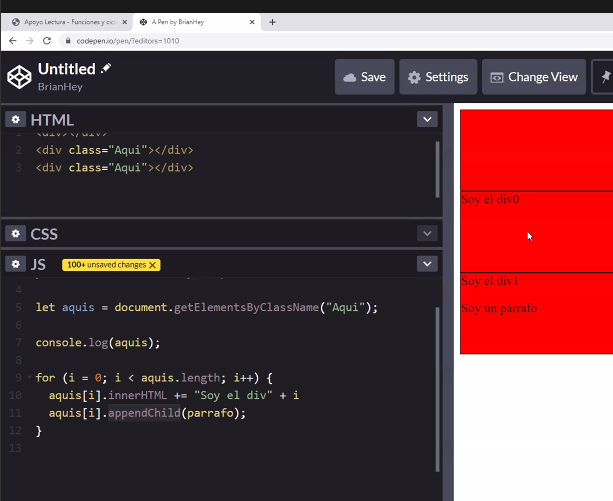 Apoyo Lectura - Funciones y cicl
A Pen by BrianHey
codepen.io/pen/?editors=1010
Untitled
BrianHey
Save
Settings
Change View
HTML
1 <div></div>
2 <div class="Aqui"></div>
3 <div class="Aqui"></div>
CSS
JS
100+ unsaved changes X
4
5 let aquis = document.getElementsByClassName("Aqui");
6
7 console.log(aquis);
8
9 for (i = 0; i < aquis.length; i++) {
10 aquis[i].innerHTML += "Soy el div" + i
11 aquis[i].appendChild(parrafo);
12 }
13
Soy el div0
Soy el div1
Soy un parrafo